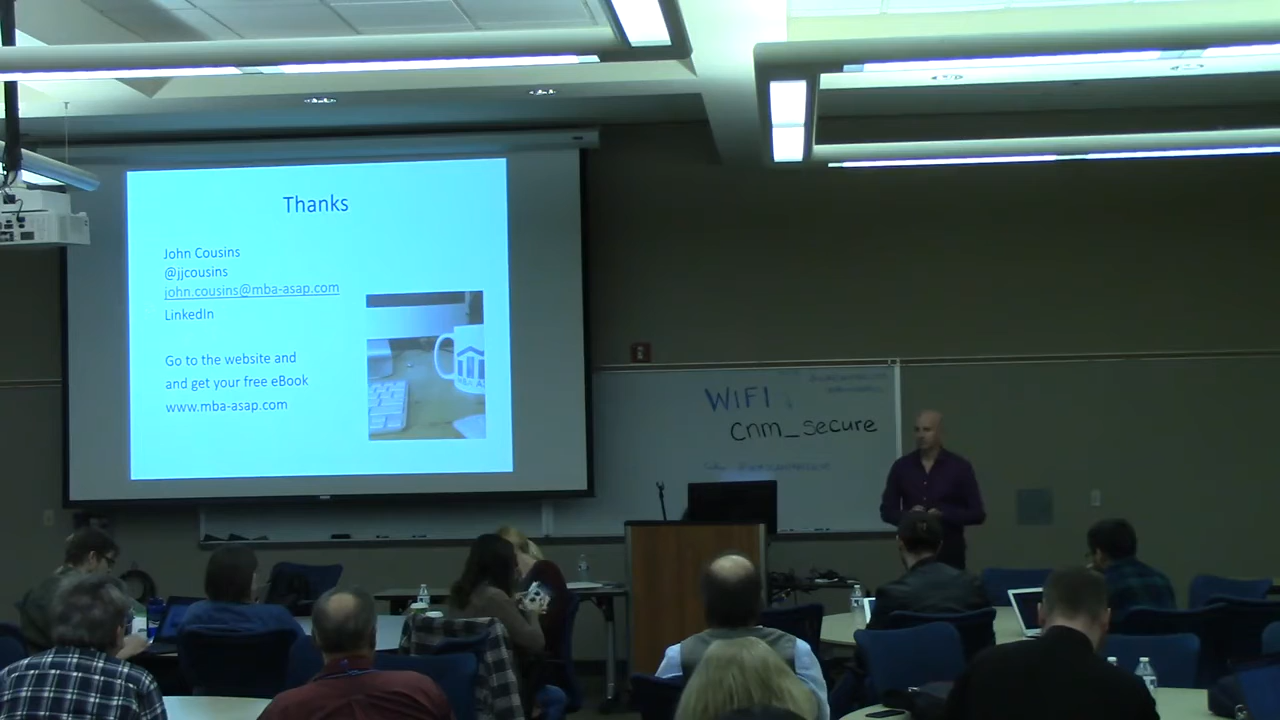 Thanks
John Cousins
@jjcousins
john.cousins@mba-asap.com
LinkedIn
Go to the website and
and get your free eBook
www.mba-asap.com
WIFI
cnm_secure